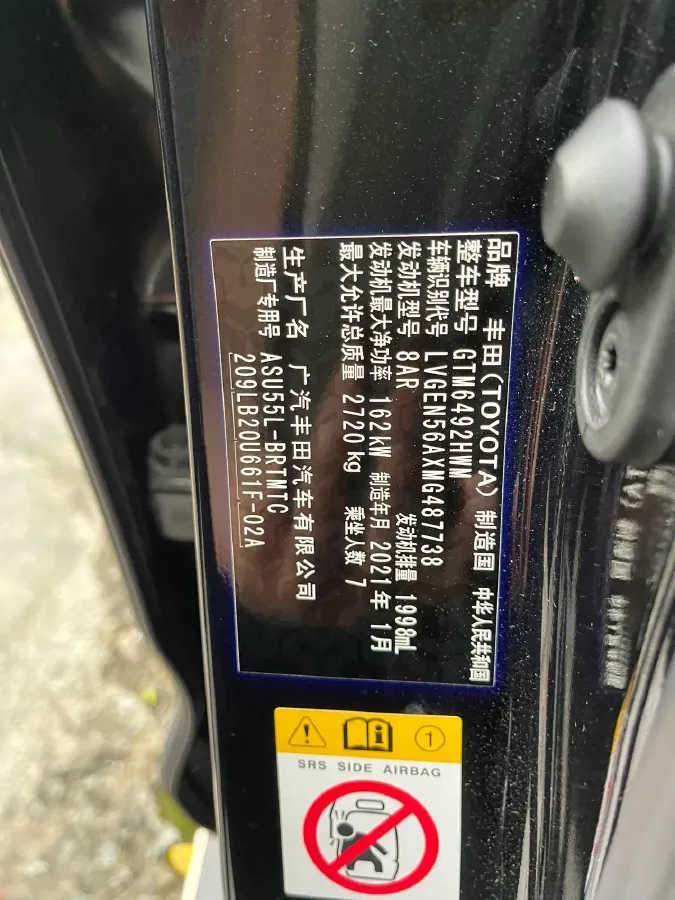 品牌 丰田(TOYOTA) 制造国 中华人民共和国
整车型号 GTM6492HWM
车辆识别代号 LVGEN56AXMG487738
发动机型号 8AR 发动机排量 1998mL
发动机最大净功率 162kW 制造年月 2021年1月
最大允许总质量 2720kg 乘坐人数 7
生产厂名 广汽丰田汽车有限公司
制造厂专用号 ASU55L-BRTMTC
209LB20U661F-02A
1
SRS SIDE AIRBAG